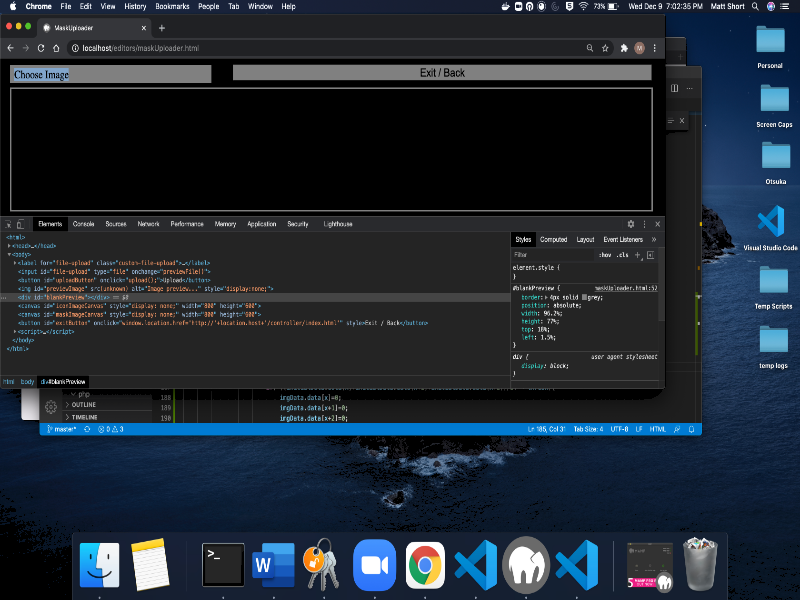 Chrome File Edit View History Bookmarks People Tab Window Help 73% Wed Dec 9 7:02:35 PM Matt Short
MaskUploader
localhost/editors/maskUploader.html
Choose Image
Exit / Back
Elements Console Sources Network Performance Memory Application Security Lighthouse
<html>
<head>…</head>
<body>
<label for="file-upload" class="custom-file-upload">…</label>
<input id="file-upload" type="file" onchange="previewFile()">
<button id="uploadButton" onclick="upload();">Upload</button>
<img id="previewImage" src(unknown) alt="Image preview..." style="display:none;">
<div id="blankPreview"></div> == $0
<canvas id="iconImageCanvas" style="display: none;" width="800" height="600">
<canvas id="maskImageCanvas" style="display: none;" width="800" height="600">
<button id="exitButton" onclick="window.location.href='http://'+location.host+'/controller/index.html'" style>Exit / Back</button>
<script>…</script>
</body>
</html>
html body div#blankPreview
Styles Computed Layout Event Listeners »
Filter :hov .cls +
element.style {
}
#blankPreview { maskUploader.html:52
border: 4px solid grey;
position: absolute;
width: 96.2%;
height: 77%;
top: 16%;
left: 1.5%;
}
div { user agent stylesheet
display: block;
}
php
OUTLINE
TIMELINE
188 imgData.data[x]=0;
189 imgData.data[x+1]=0;
190 imgData.data[x+2]=0;
master* 0 3 Ln 185, Col 31 Tab Size: 4 UTF-8 LF HTML
Personal
Screen Caps
Otsuka
Visual Studio Code
Temp Scripts
temp logs
>_
W